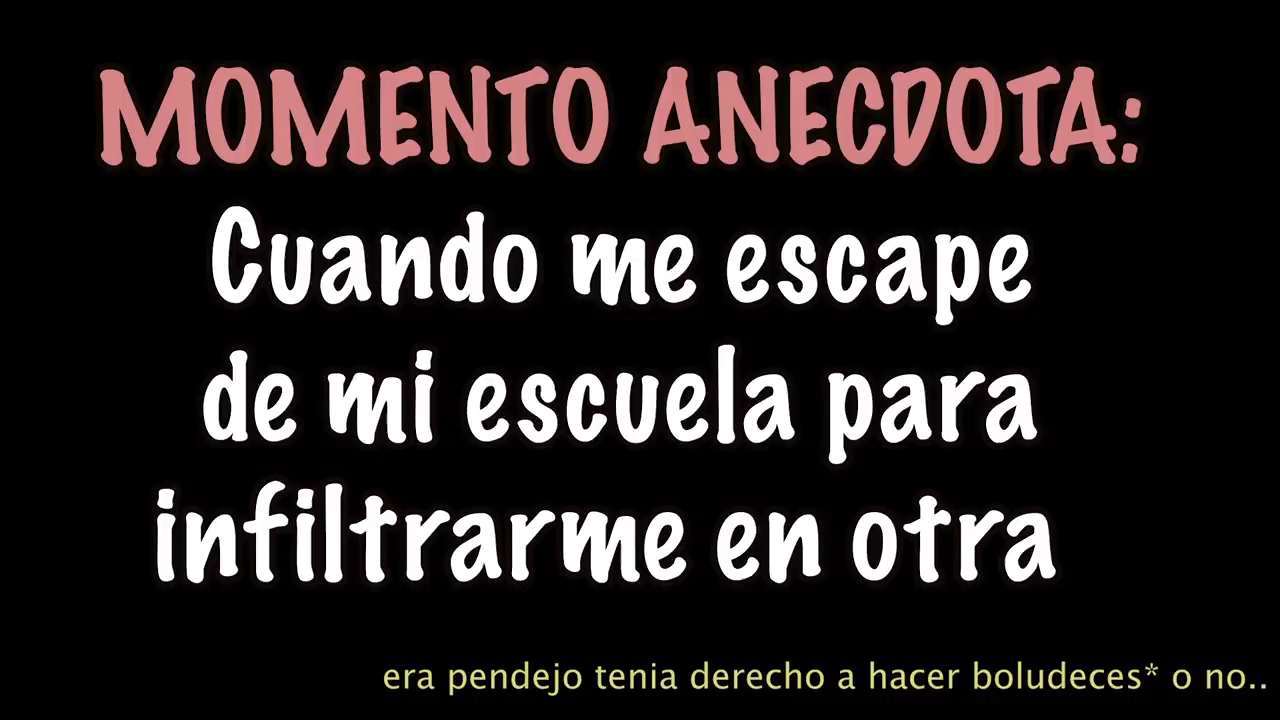 MOMENTO ANECDOTA:
Cuando me escape
de mi escuela para
infiltrarme en otra
era pendejo tenia derecho a hacer boludeces* o no..